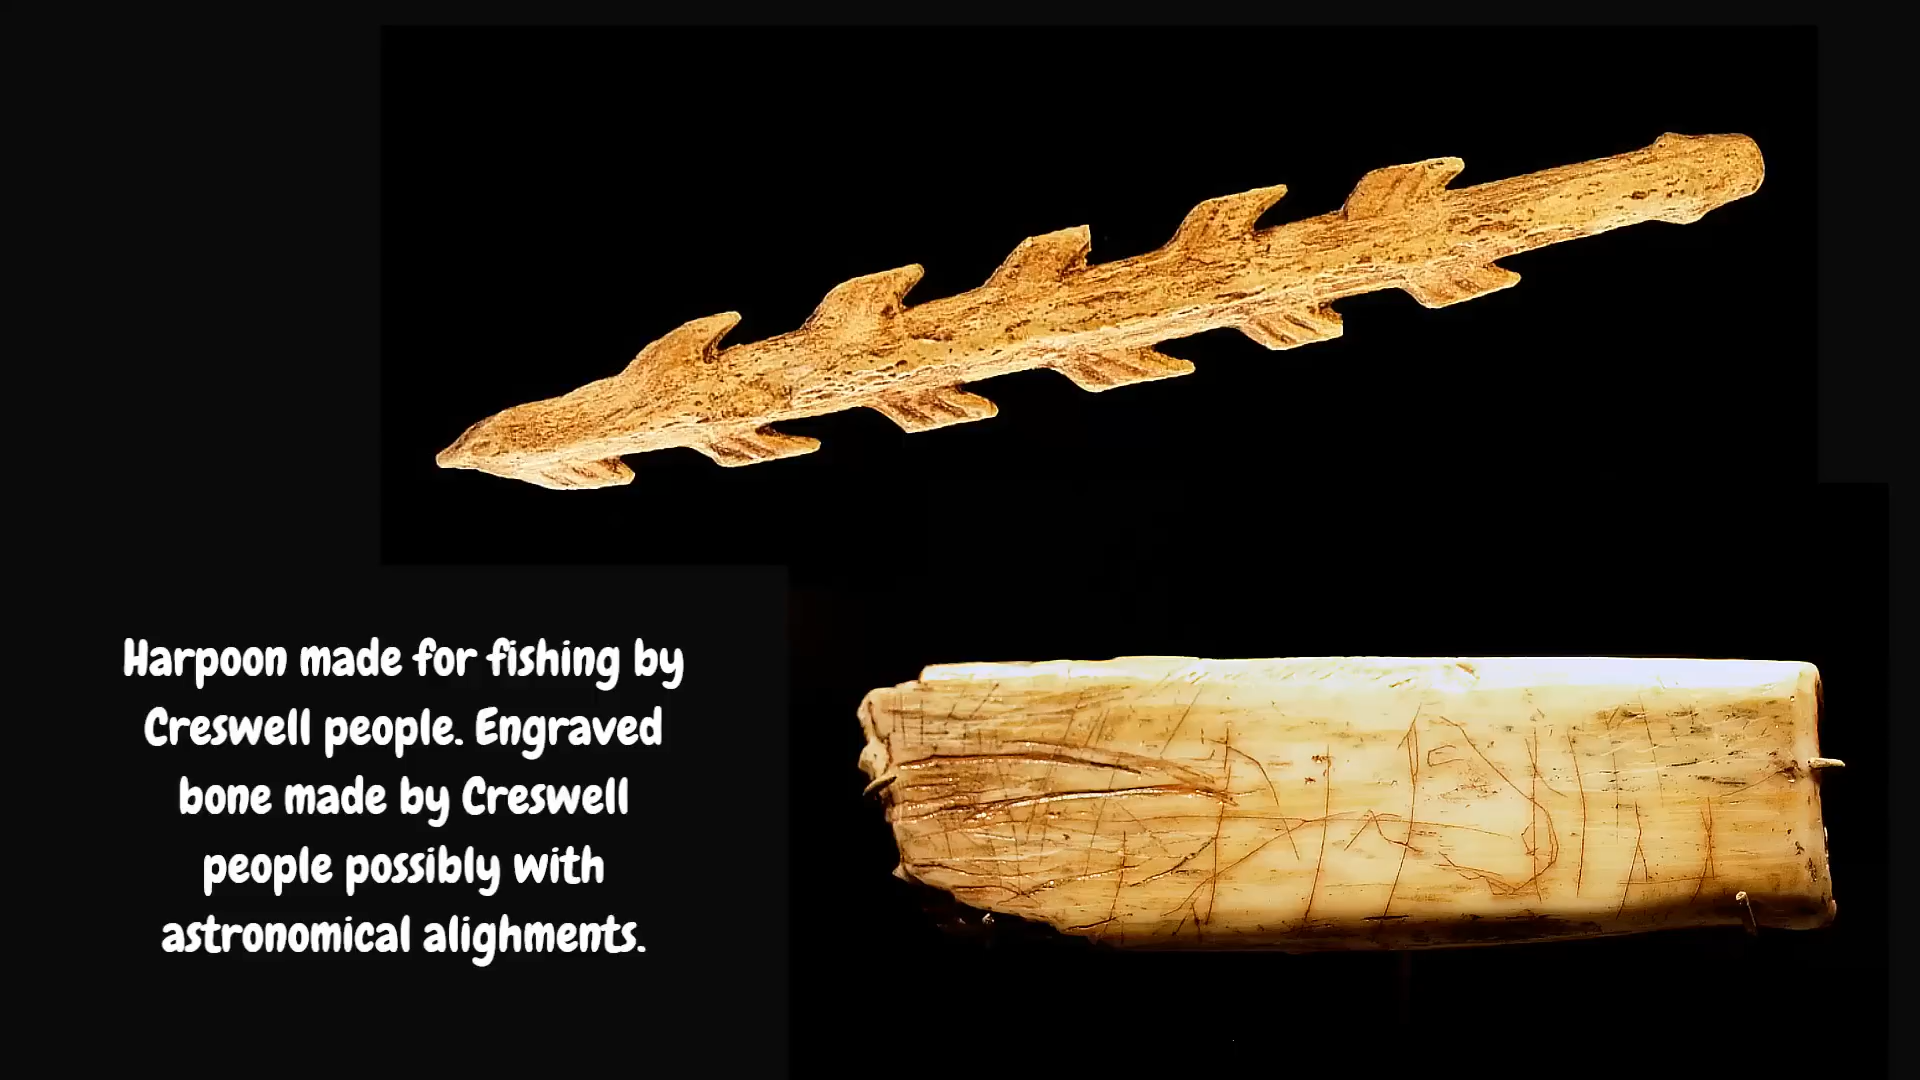 Harpoon made for fishing by
Creswell people. Engraved
bone made by Creswell
people possibly with
astronomical alighments.